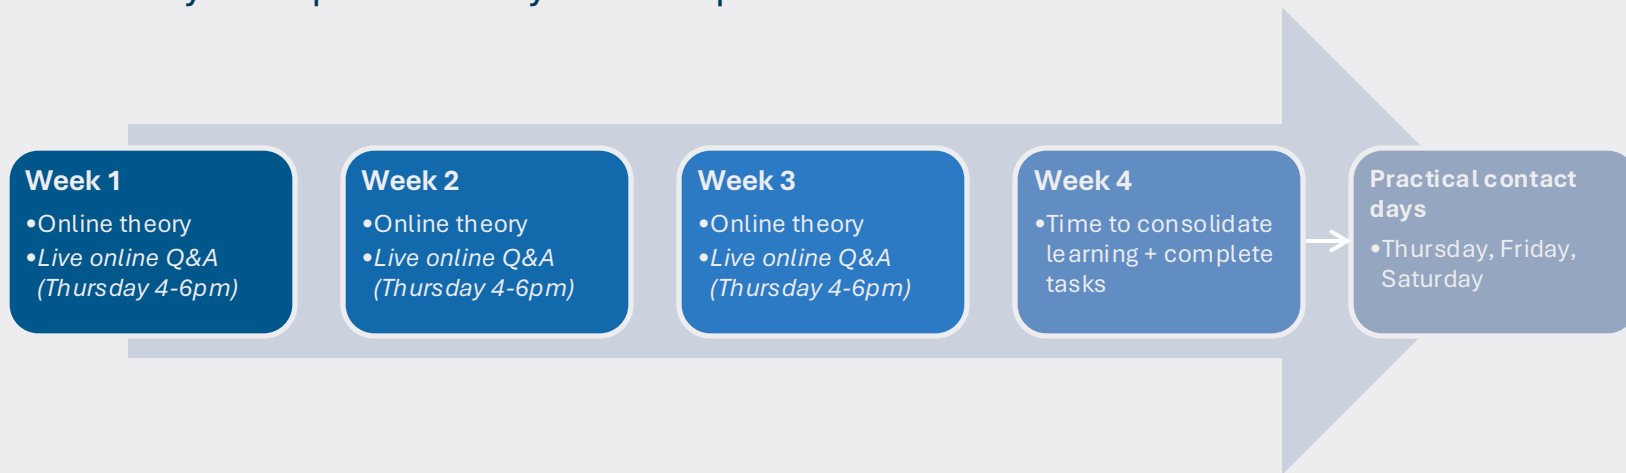 Week 1
•Online theory
•Live online Q&A
(Thursday 4-6pm)
Week 2
•Online theory
•Live online Q&A
(Thursday 4-6pm)
Week 3
•Online theory
•Live online Q&A
(Thursday 4-6pm)
Week 4
•Time to consolidate
learning + complete
tasks
Practical contact
days
•Thursday, Friday,
Saturday